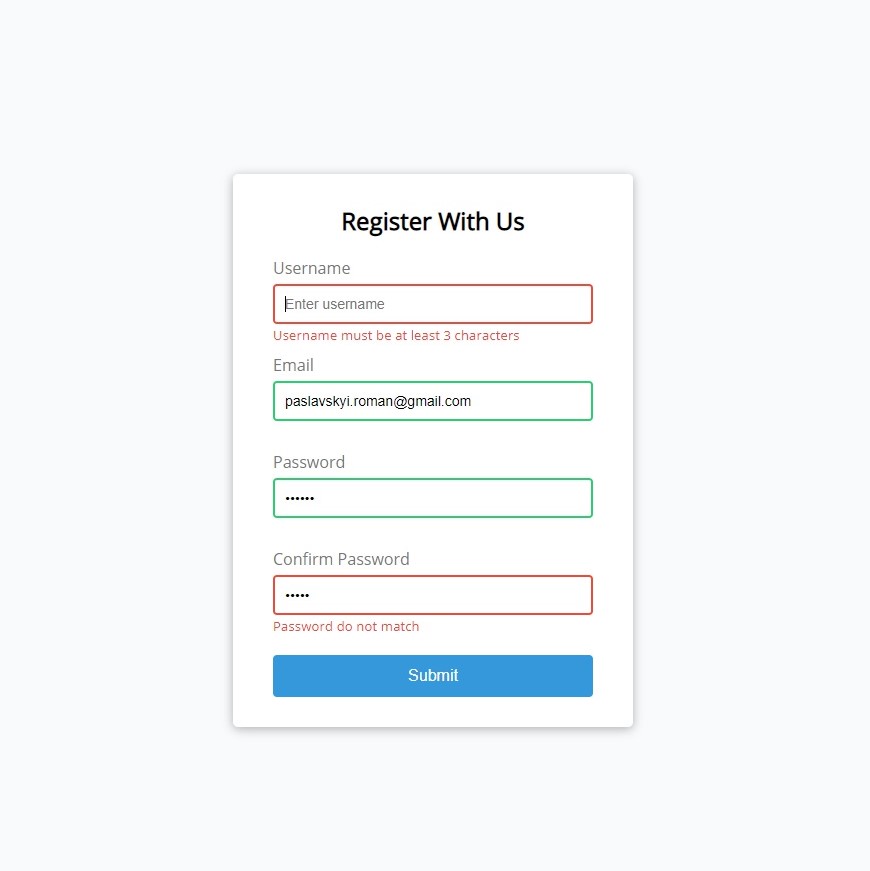 Register With Us
Username
Enter username
Username must be at least 3 characters
Email
paslavskyi.roman@gmail.com
Password
••••••
Confirm Password
•••••
Password do not match
Submit